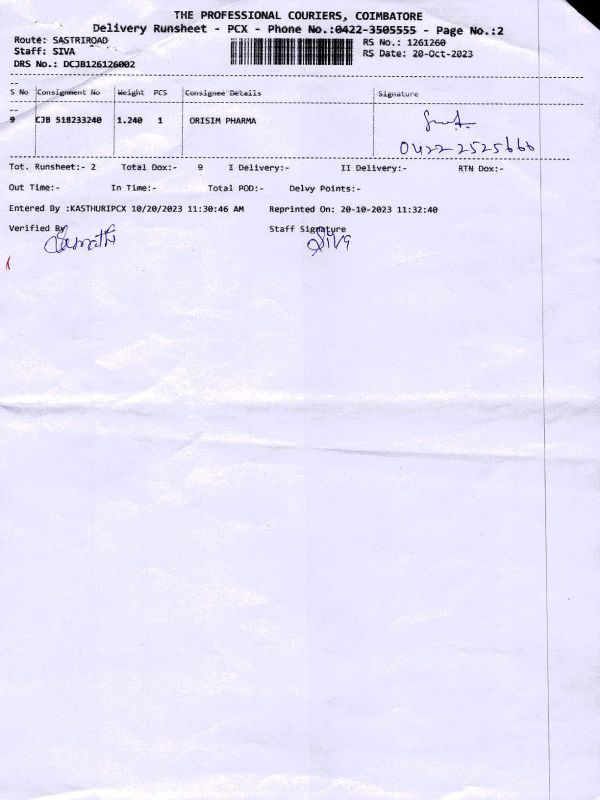 THE PROFESSIONAL COURIERS, COIMBATORE
Delivery Runsheet - PCX - Phone No.:0422-3505555 - Page No.:2
Route: SASTRIROAD RS No.: 1261260
Staff: SIVA RS Date: 20-Oct-2023
DRS No.: DCJB126126002
S No Consignment No Weight PCS Consignee Details Signature
9 CJB 518233240 1.240 1 ORISIM PHARMA
0422 2525666
Tot. Runsheet:- 2 Total Dox:- 9 I Delivery:- II Delivery:- RTN Dox:-
Out Time:- In Time:- Total POD:- Delvy Points:-
Entered By :KASTHURIPCX 10/20/2023 11:30:46 AM Reprinted On: 20-10-2023 11:32:40
Verified By Staff Signature
Siva